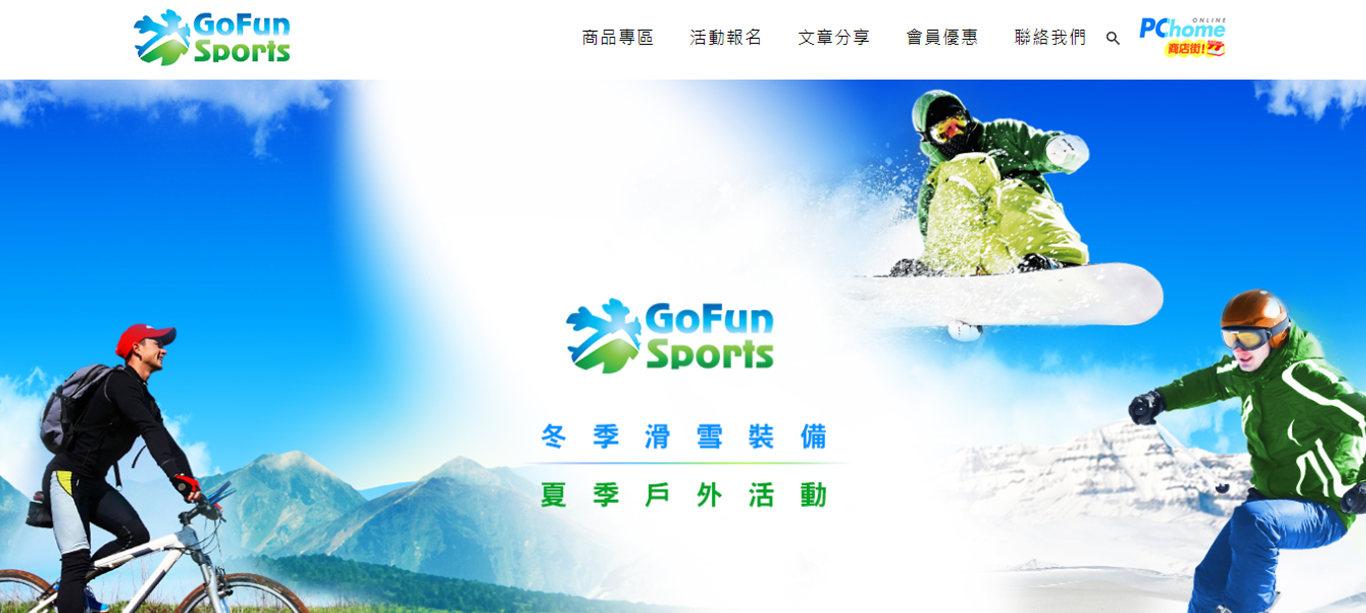 GoFun
Sports
商品專區 活動報名 文章分享 會員優惠 聯絡我們
ONLINE
PChome
商店街!
GoFun
Sports
冬季滑雪裝備
夏季戶外活動